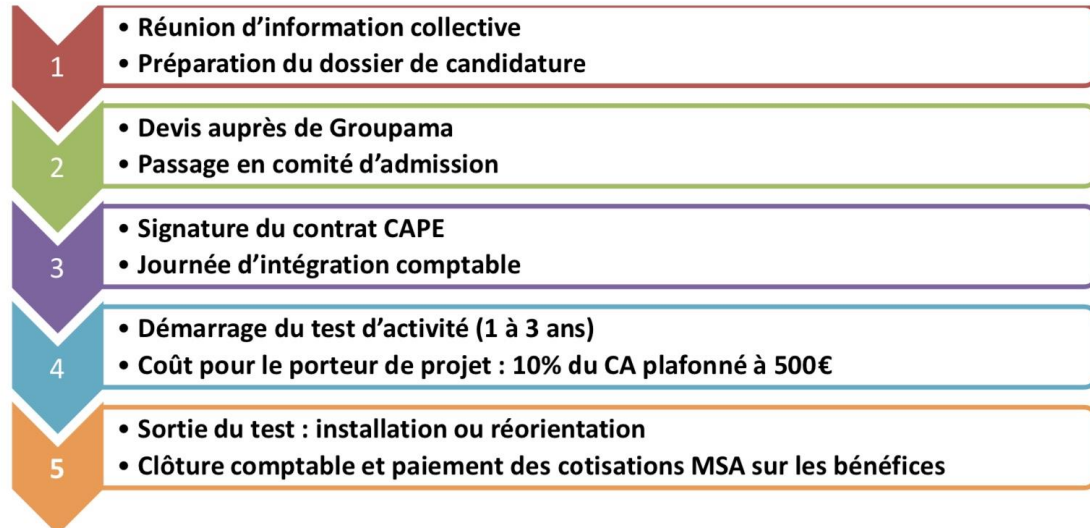 1
• Réunion d’information collective
• Préparation du dossier de candidature
2
• Devis auprès de Groupama
• Passage en comité d’admission
3
• Signature du contrat CAPE
• Journée d’intégration comptable
4
• Démarrage du test d’activité (1 à 3 ans)
• Coût pour le porteur de projet : 10% du CA plafonné à 500€
5
• Sortie du test : installation ou réorientation
• Clôture comptable et paiement des cotisations MSA sur les bénéfices